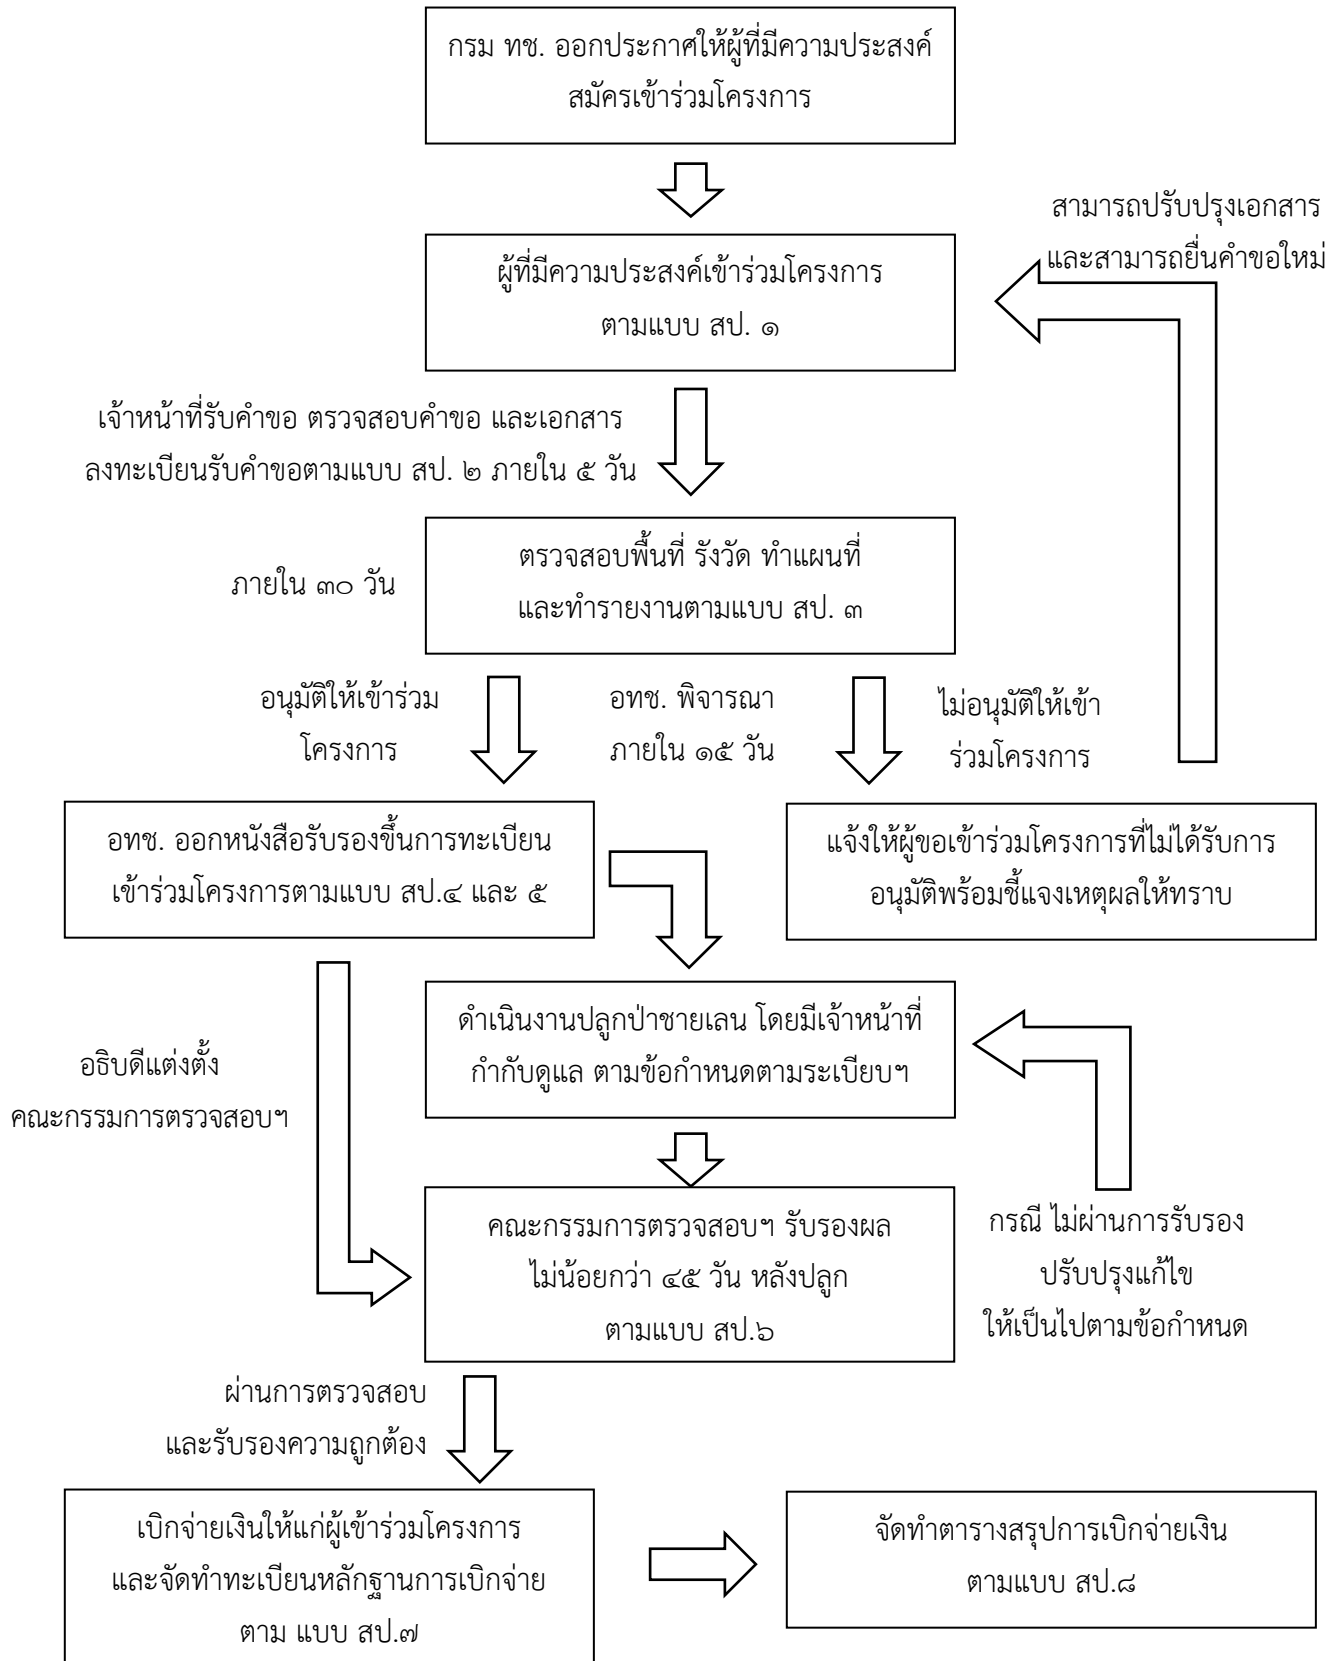 กรม ทช. ออกประกาศให้ผู้ที่มีความประสงค์
สมัครเข้าร่วมโครงการ
สามารถปรับปรุงเอกสาร
และสามารถยื่นคำขอใหม่
ผู้ที่มีความประสงค์เข้าร่วมโครงการ
ตามแบบ สป. ๑
เจ้าหน้าที่รับคำขอ ตรวจสอบคำขอ และเอกสาร
ลงทะเบียนรับคำขอตามแบบ สป. ๒ ภายใน ๕ วัน
ตรวจสอบพื้นที่ รังวัด ทำแผนที่
และทำรายงานตามแบบ สป. ๓
ภายใน ๓๐ วัน
อนุมัติให้เข้าร่วม
โครงการ
อทช. พิจารณา
ภายใน ๑๕ วัน
ไม่อนุมัติให้เข้า
ร่วมโครงการ
อทช. ออกหนังสือรับรองขึ้นการทะเบียน
เข้าร่วมโครงการตามแบบ สป.๔ และ ๕
แจ้งให้ผู้ขอเข้าร่วมโครงการที่ไม่ได้รับการ
อนุมัติพร้อมชี้แจงเหตุผลให้ทราบ
ดำเนินงานปลูกป่าชายเลน โดยมีเจ้าหน้าที่
กำกับดูแล ตามข้อกำหนดตามระเบียบฯ
อธิบดีแต่งตั้ง
คณะกรรมการตรวจสอบฯ
คณะกรรมการตรวจสอบฯ รับรองผล
ไม่น้อยกว่า ๔๕ วัน หลังปลูก
ตามแบบ สป.๖
กรณี ไม่ผ่านการรับรอง
ปรับปรุงแก้ไข
ให้เป็นไปตามข้อกำหนด
ผ่านการตรวจสอบ
และรับรองความถูกต้อง
เบิกจ่ายเงินให้แก่ผู้เข้าร่วมโครงการ
และจัดทำทะเบียนหลักฐานการเบิกจ่าย
ตาม แบบ สป.๗
จัดทำตารางสรุปการเบิกจ่ายเงิน
ตามแบบ สป.๘